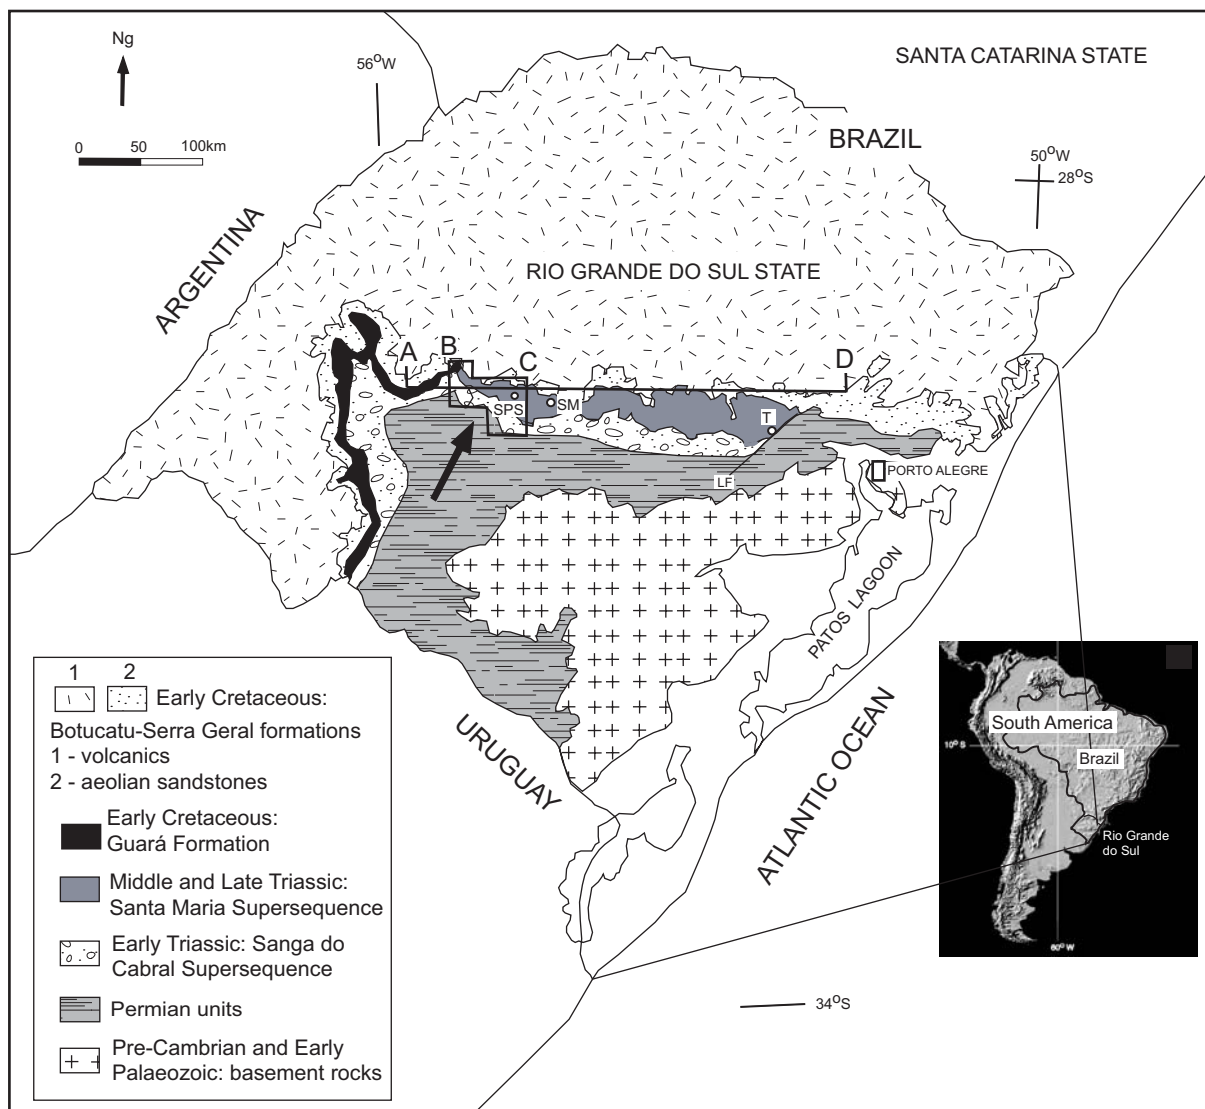 Ng
56°W
SANTA CATARINA STATE
BRAZIL
50°W
28°S
0 50 100km
ARGENTINA
RIO GRANDE DO SUL STATE
A
B
C
D
SPS
SM
T
LF
PORTO ALEGRE
PATOS LAGOON
URUGUAY
ATLANTIC OCEAN
34°S
1 2
Early Cretaceous:
Botucatu-Serra Geral formations
1 - volcanics
2 - aeolian sandstones
Early Cretaceous:
Guará Formation
Middle and Late Triassic:
Santa Maria Supersequence
Early Triassic: Sanga do
Cabral Supersequence
Permian units
Pre-Cambrian and Early
Palaeozoic: basement rocks
South America
10° S
Brazil
Rio Grande
do Sul
60° W